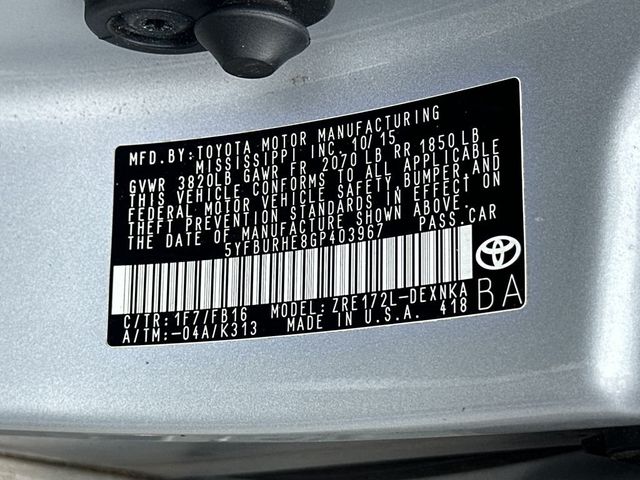 MFD. BY: TOYOTA MOTOR MANUFACTURING
MISSISSIPPI INC. 10/15
GVWR 3820LB GAWR FR 2070 LB RR 1850LB
THIS VEHICLE CONFORMS TO ALL APPLICABLE
FEDERAL MOTOR VEHICLE SAFETY, BUMPER, AND
THEFT PREVENTION STANDARDS IN EFFECT ON
THE DATE OF MANUFACTURE SHOWN ABOVE.
5YFBURHE8GP403967 PASS. CAR
C/TR: 1F7/FB16 MODEL: ZRE172L-DEXNKA
A/TM:-04A/K313 MADE IN U.S.A. 418
BA